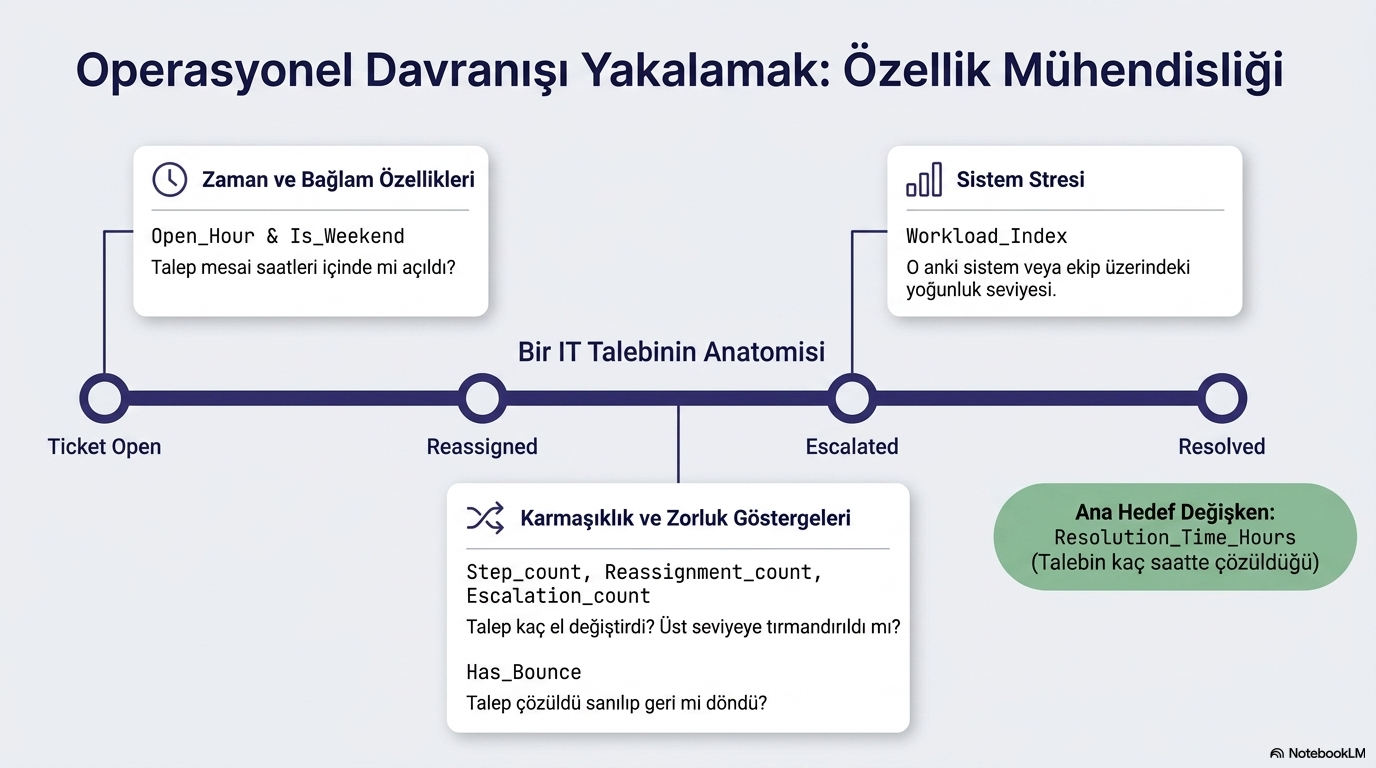 Operasyonel Davranışı Yakalamak: Özellik Mühendisliği
Zaman ve Bağlam Özellikleri
Open_Hour & Is_Weekend
Talep mesai saatleri içinde mi açıldı?
Sistem Stresi
Workload_Index
O anki sistem veya ekip üzerindeki
yoğunluk seviyesi.
Bir IT Talebinin Anatomisi
Ticket Open
Reassigned
Escalated
Resolved
Karmaşıklık ve Zorluk Göstergeleri
Step_count, Reassignment_count,
Escalation_count
Talep kaç el değiştirdi? Üst seviyeye tırmandırıldı mı?
Has_Bounce
Talep çözüldü sanılıp geri mi döndü?
Ana Hedef Değişken:
Resolution_Time_Hours
(Talebin kaç saatte çözüldüğü)
NotebookLM